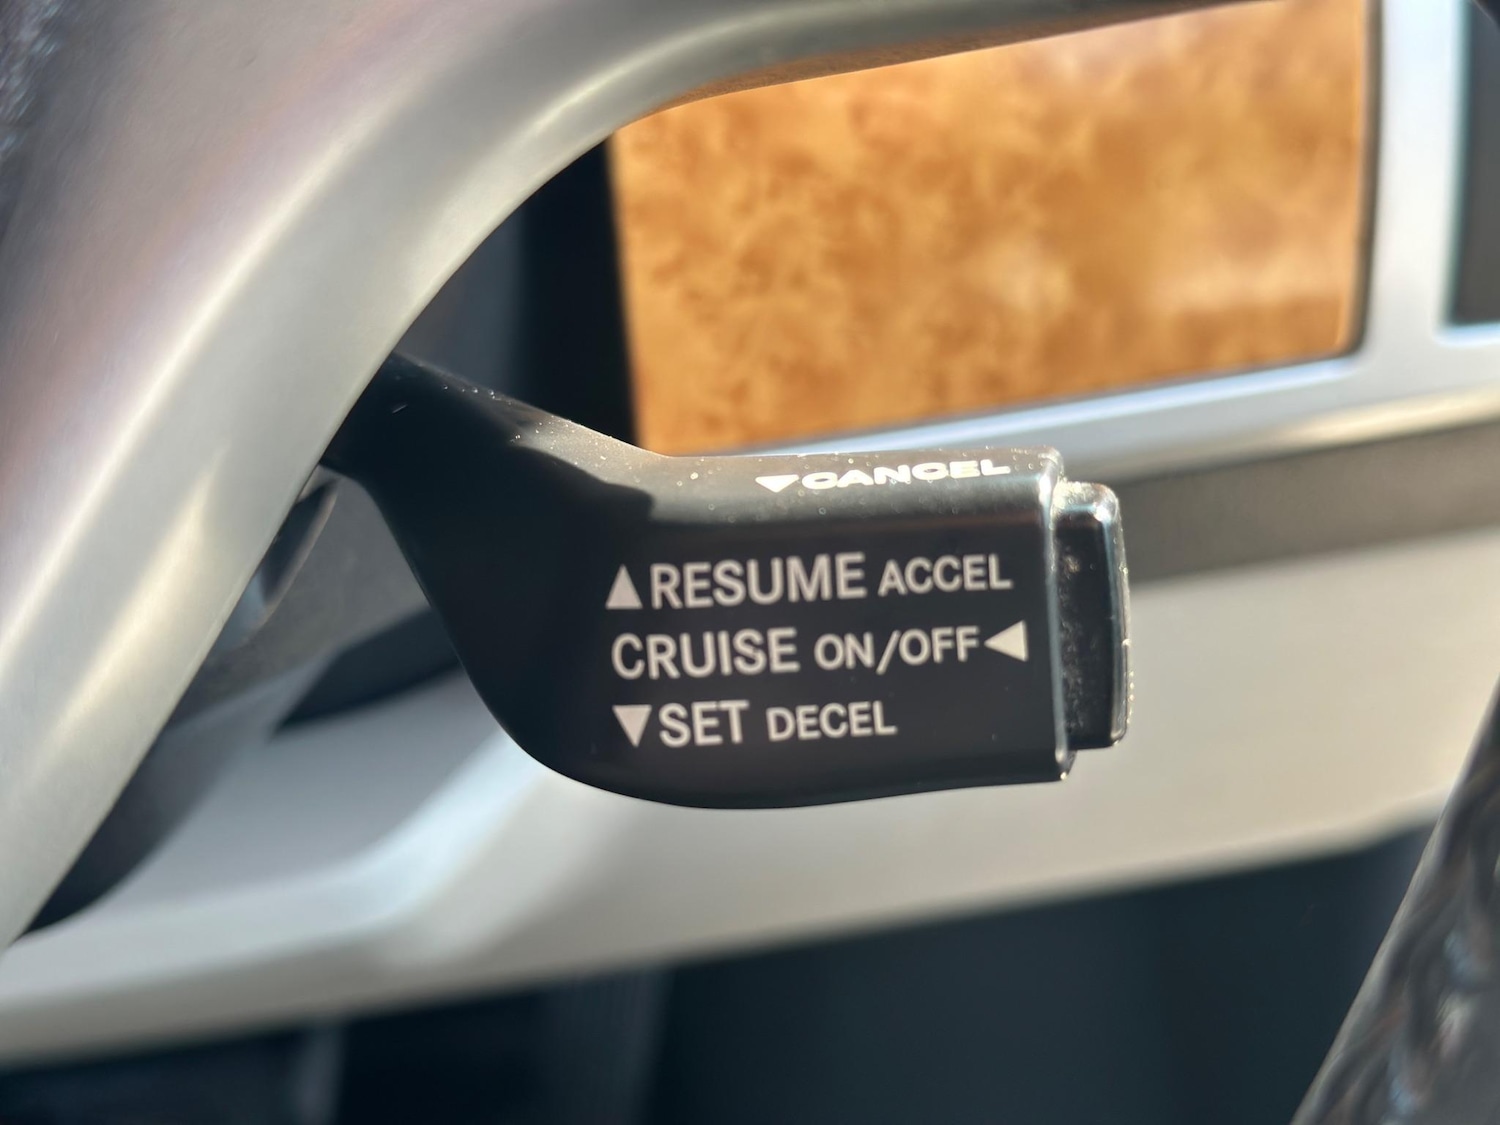 ▼CANCEL
▲RESUME ACCEL
CRUISE ON/OFF◀
▼SET DECEL